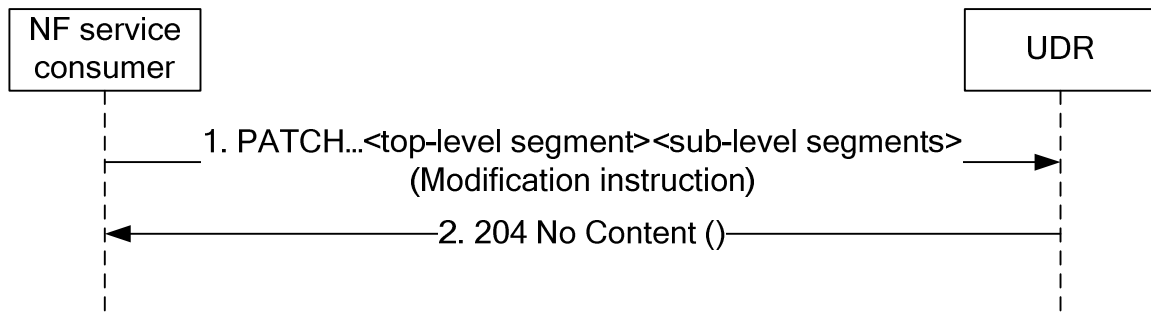 NF service
consumer
UDR
1. PATCH...<top-level segment><sub-level segments>
(Modification instruction)
2. 204 No Content ()